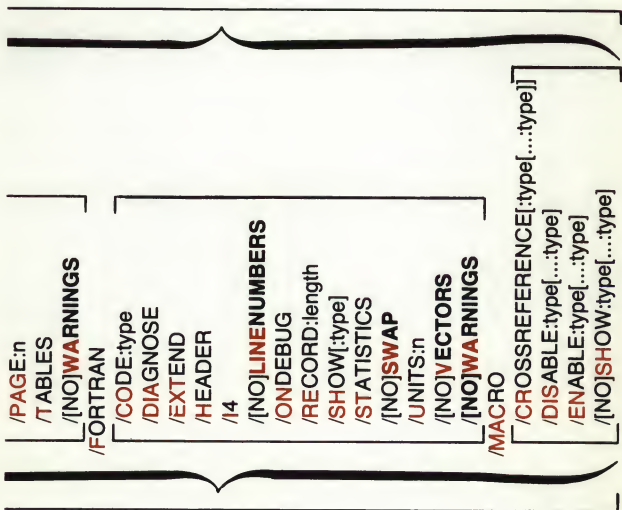 /PAGE:n
/TABLES
/[NO]WARNINGS
/FORTRAN
/CODE:type
/DIAGNOSE
/EXTEND
/HEADER
/I4
/[NO]LINENUMBERS
/ONDEBUG
/RECORD:length
/SHOW[:type]
/STATISTICS
/[NO]SWAP
/UNITS:n
/[NO]VECTORS
/[NO]WARNINGS
/MACRO
/CROSSREFERENCE[:type[...:type]]
/DISABLE:type[...:type]
/ENABLE:type[...:type]
/[NO]SHOW:type[...:type]